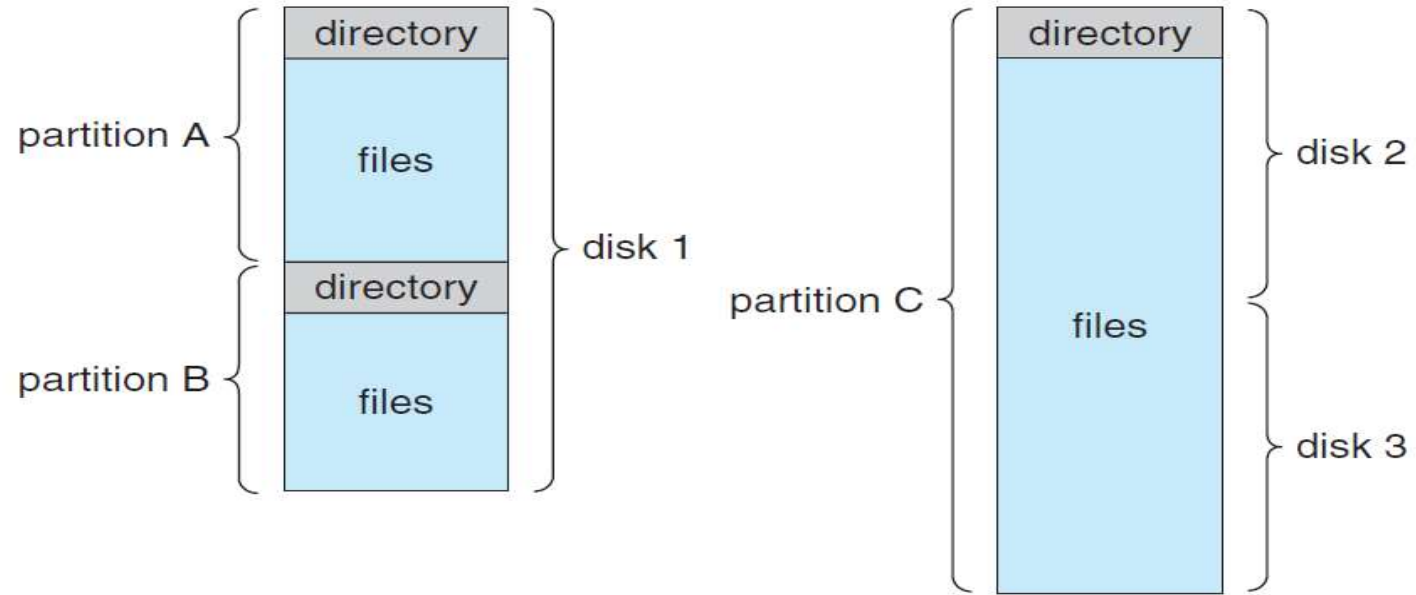 directory
partition A
files
disk 1
directory
partition B
files
directory
disk 2
partition C
files
disk 3